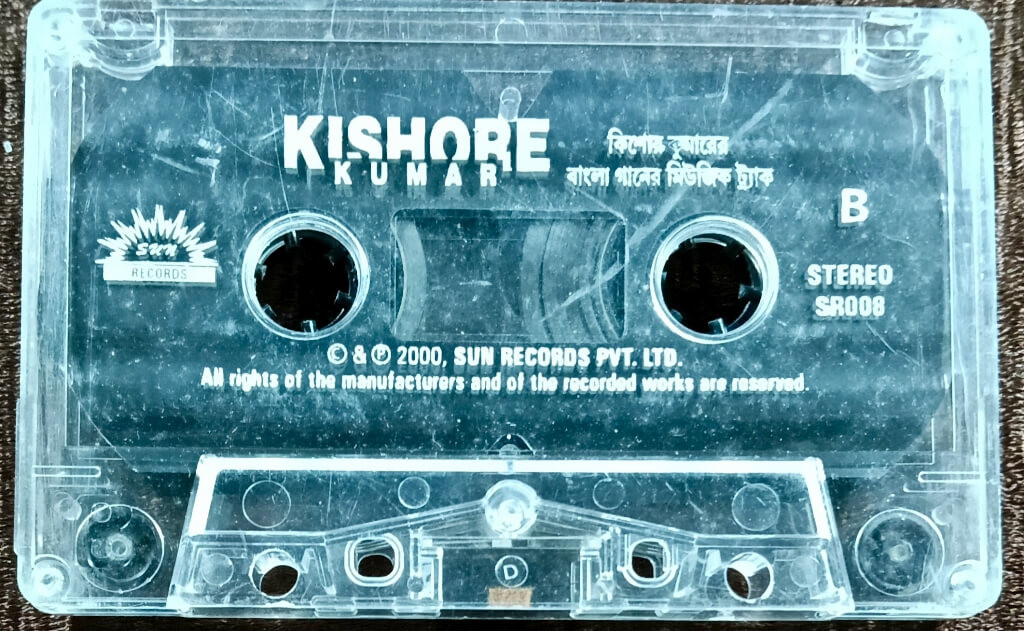 KISHORE
KUMAR
কিশোর কুমারের
বাংলা গানের মিউজিক ট্র্যাক
B
SUN
RECORDS
STEREO
SR008
© & ℗ 2000, SUN RECORDS PVT. LTD.
All rights of the manufacturers and of the recorded works are reserved.
D